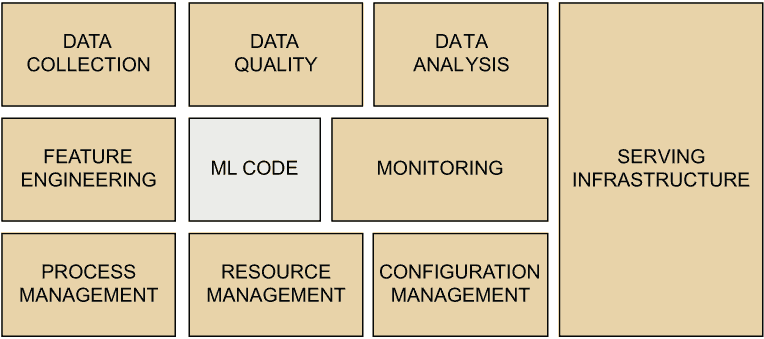 DATA
COLLECTION
DATA
QUALITY
DATA
ANALYSIS
FEATURE
ENGINEERING
ML CODE
MONITORING
SERVING
INFRASTRUCTURE
PROCESS
MANAGEMENT
RESOURCE
MANAGEMENT
CONFIGURATION
MANAGEMENT